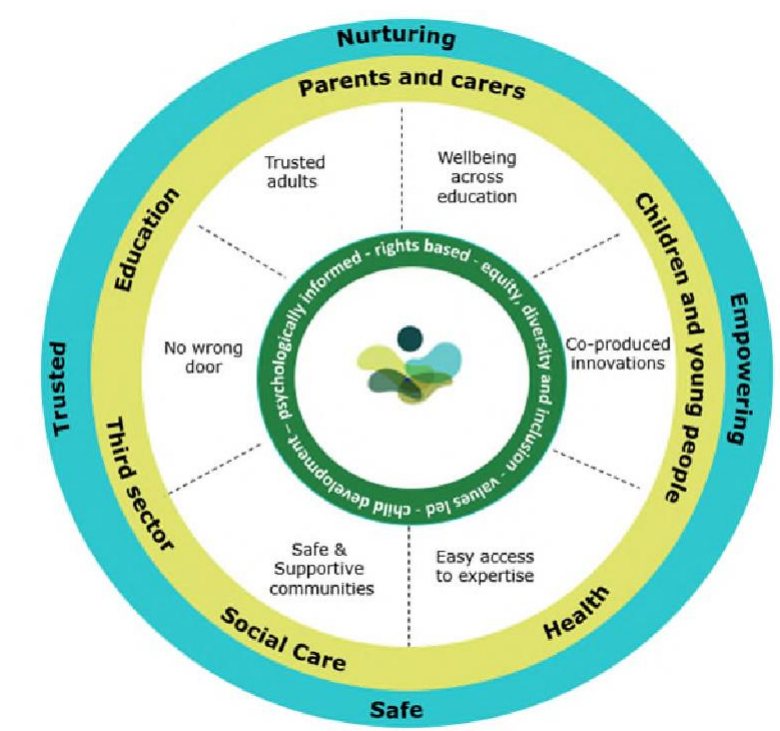 Nurturing
Parents and carers
Trusted
adults
Wellbeing
across
education
Education
Children and young people
Empowering
Trusted
No wrong
door
psychologically informed - rights based - equity, diversity and inclusion - values led - child development –
Co-produced
innovations
Third sector
Safe &
Supportive
communities
Easy access
to expertise
Social Care
Health
Safe